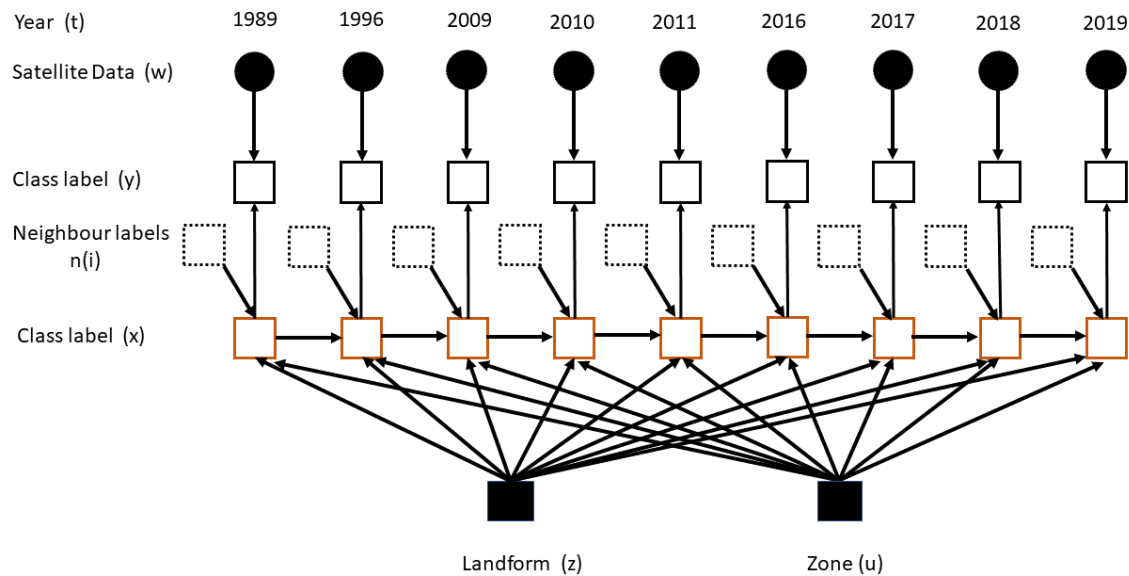 Year (t) 1989 1996 2009 2010 2011 2016 2017 2018 2019
Satellite Data (w)
Class label (y)
Neighbour labels
n(i)
Class label (x)
Landform (z) Zone (u)